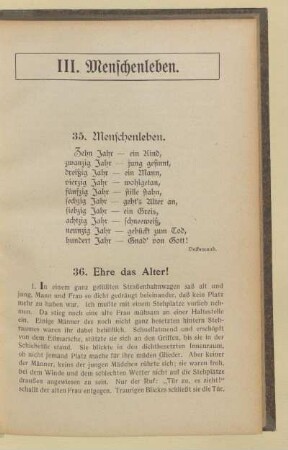 III. Menschenleben.
35. Menschenleben.
Zehn Jahr — ein Kind,
zwanzig Jahr — jung gesinnt,
dreißig Jahr — ein Mann,
vierzig Jahr — wohlgetan,
fünfzig Jahr — stille stahn,
sechzig Jahr — geht's Alter an,
siebzig Jahr — ein Greis,
achtzig Jahr — schneeweiß,
neunzig Jahr — gebückt zum Tod,
hundert Jahr — Gnad' von Gott!
Volksmund.
36. Ehre das Alter!
1. In einem ganz gefüllten Straßenbahnwagen saß alt und
jung, Mann und Frau so dicht gedrängt beieinander, daß kein Platz
mehr zu haben war. Ich mußte mit einem Stehplatze vorlieb nehmen.
Da stieg noch eine alte Frau mühsam an einer Haltestelle
ein. Einige Männer des noch nicht ganz besetzten hintern Stehraumes
waren ihr dabei behilflich. Schnellatmend und erschöpft
von dem Eilmarsche, stützte sie sich an den Griffen, bis sie in der
Schiebetür stand. Sie blickte in den dichtbesetzten Innenraum,
ob nicht jemand Platz mache für ihre müden Glieder. Aber keiner
der Männer, keins der jungen Mädchen rührte sich; sie waren froh,
bei dem Winde und dem schlechten Wetter nicht auf die Stehplätze
draußen angewiesen zu sein. Nur der Ruf: „Tür zu, es zieht!"
schallt der alten Frau entgegen. Traurigen Blickes schließt sie die Tür,